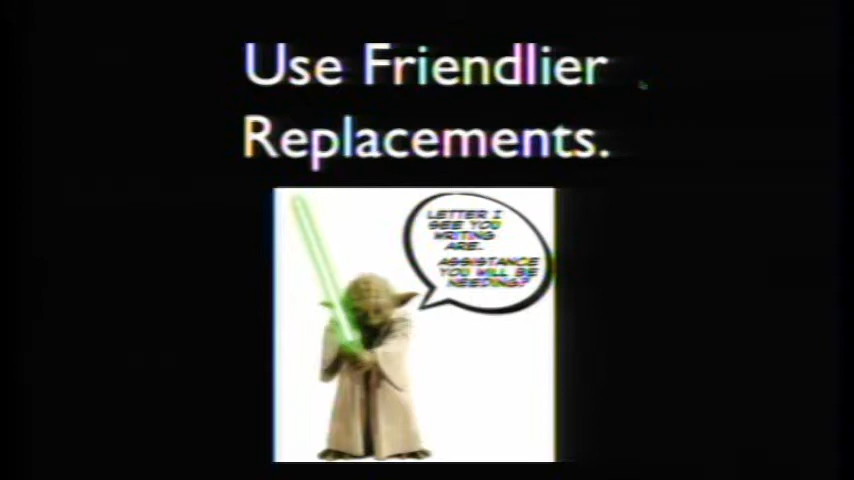 Use Friendlier
Replacements.
LETTER I
SEE YOU
WRITING
ARE.
ASSISTANCE
YOU WILL BE
NEEDING?